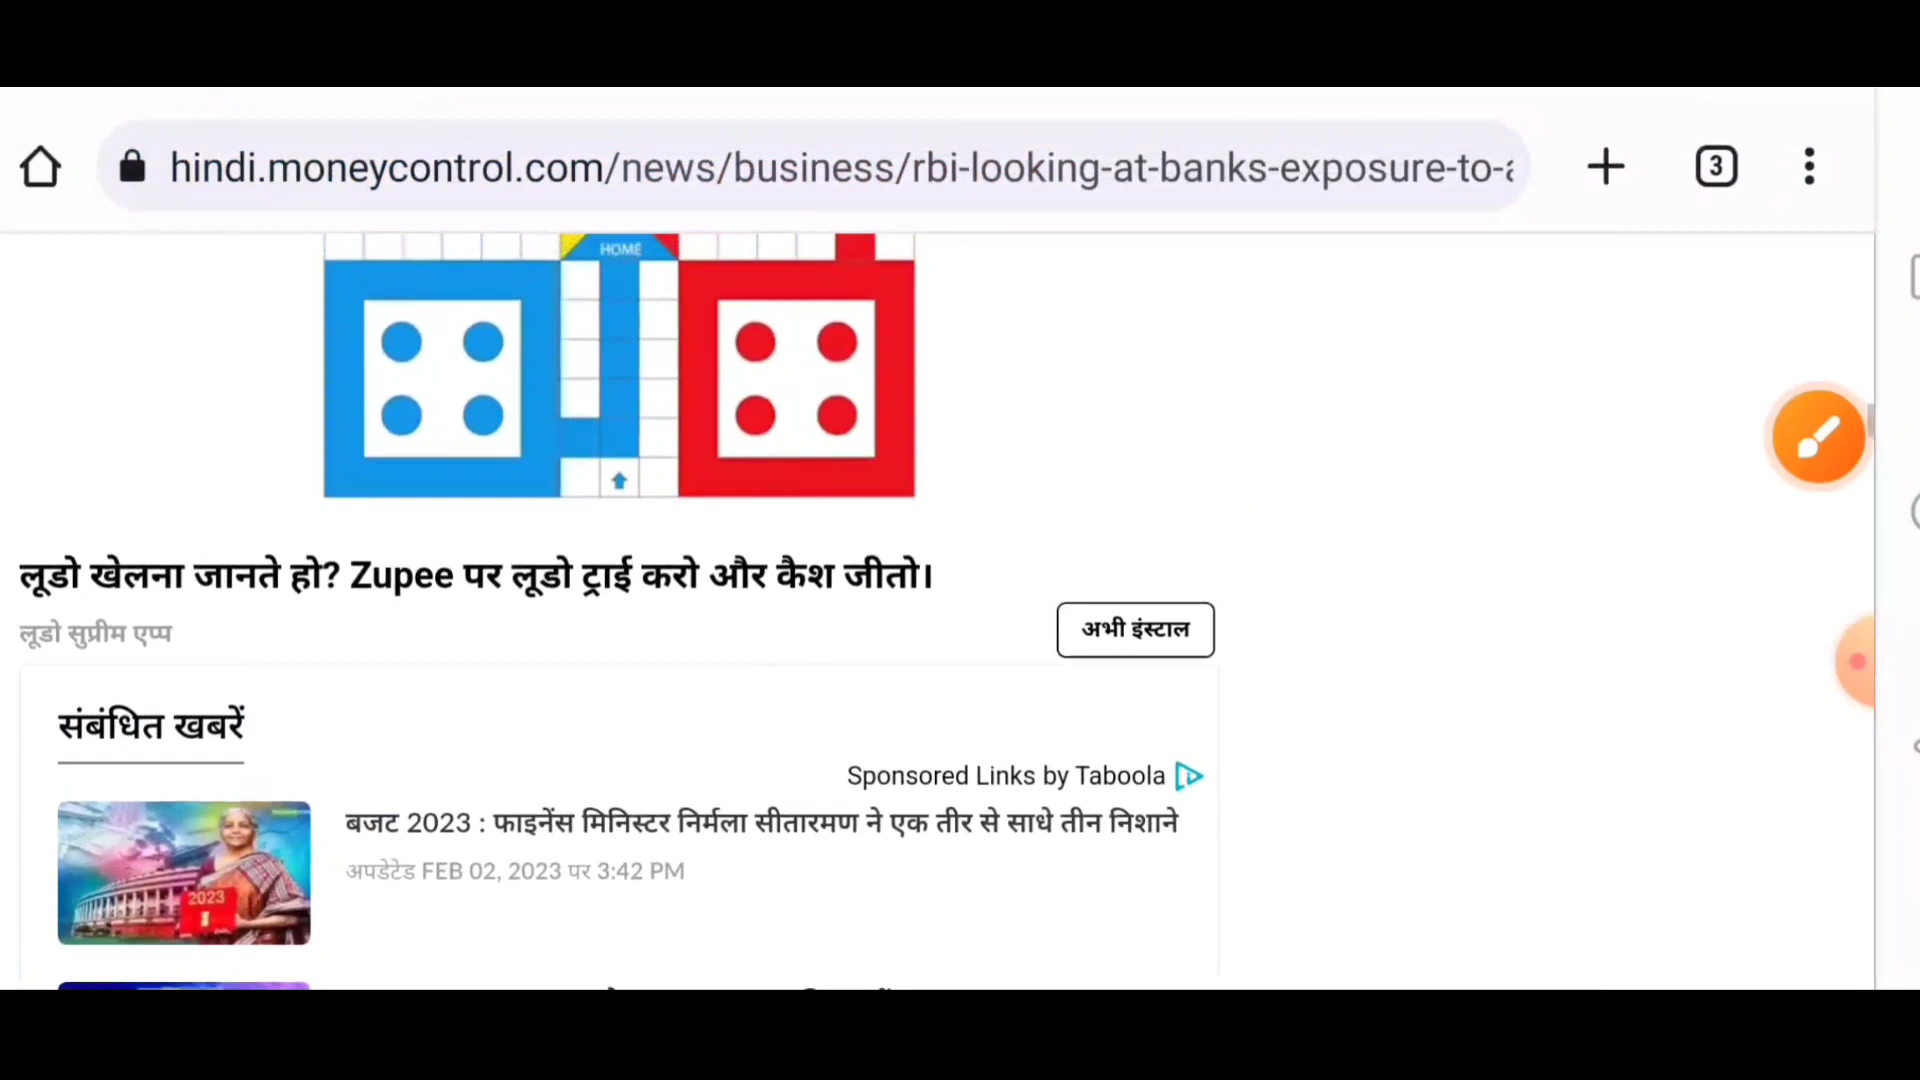 hindi.moneycontrol.com/news/business/rbi-looking-at-banks-exposure-to-
3
HOME
लूडो खेलना जानते हो? Zupee पर लूडो ट्राई करो और कैश जीतो।
लूडो सुप्रीम एप्प
अभी इंस्टाल
संबंधित खबरें
Sponsored Links by Taboola
बजट 2023 : फाइनेंस मिनिस्टर निर्मला सीतारमण ने एक तीर से साधे तीन निशाने
अपडेटेड FEB 02, 2023 पर 3:42 PM
2023